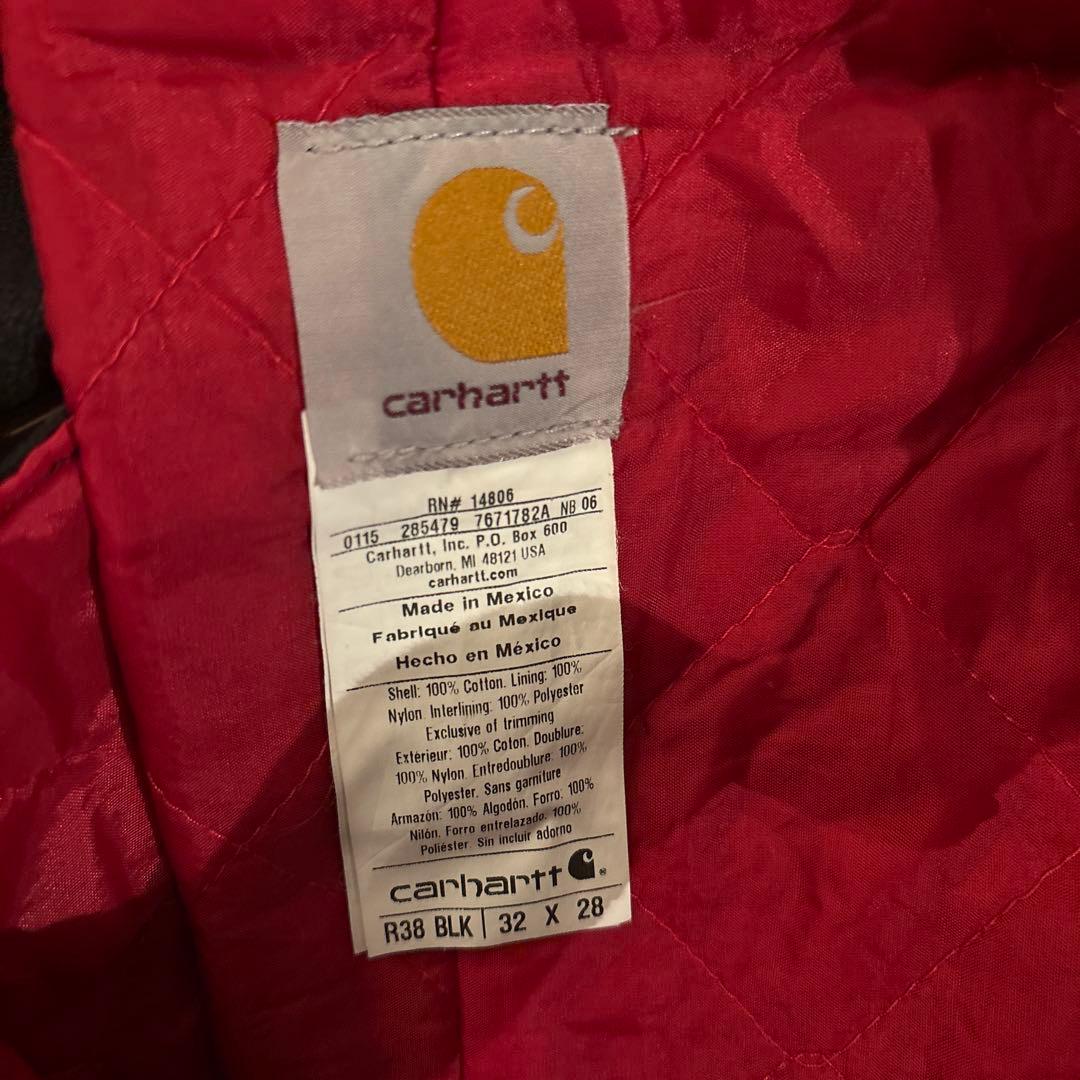 carhartt
RN# 14806
0115 285479 7671782A NB 06
Carhartt, Inc. P.O. Box 600
Dearborn, MI 48121 USA
carhartt.com
Made in Mexico
Fabriqué au Mexique
Hecho en México
Shell: 100% Cotton. Lining: 100%
Nylon. Interlining: 100% Polyester
Exclusive of trimming
Extérieur: 100% Coton. Doublure:
100% Nylon. Entredoublure: 100%
Polyester. Sans garniture
Armazón: 100% Algodón. Forro: 100%
Nilón. Forro entrelazado: 100%
Poliéster. Sin incluir adorno
carhartt®
R38 BLK | 32 X 28